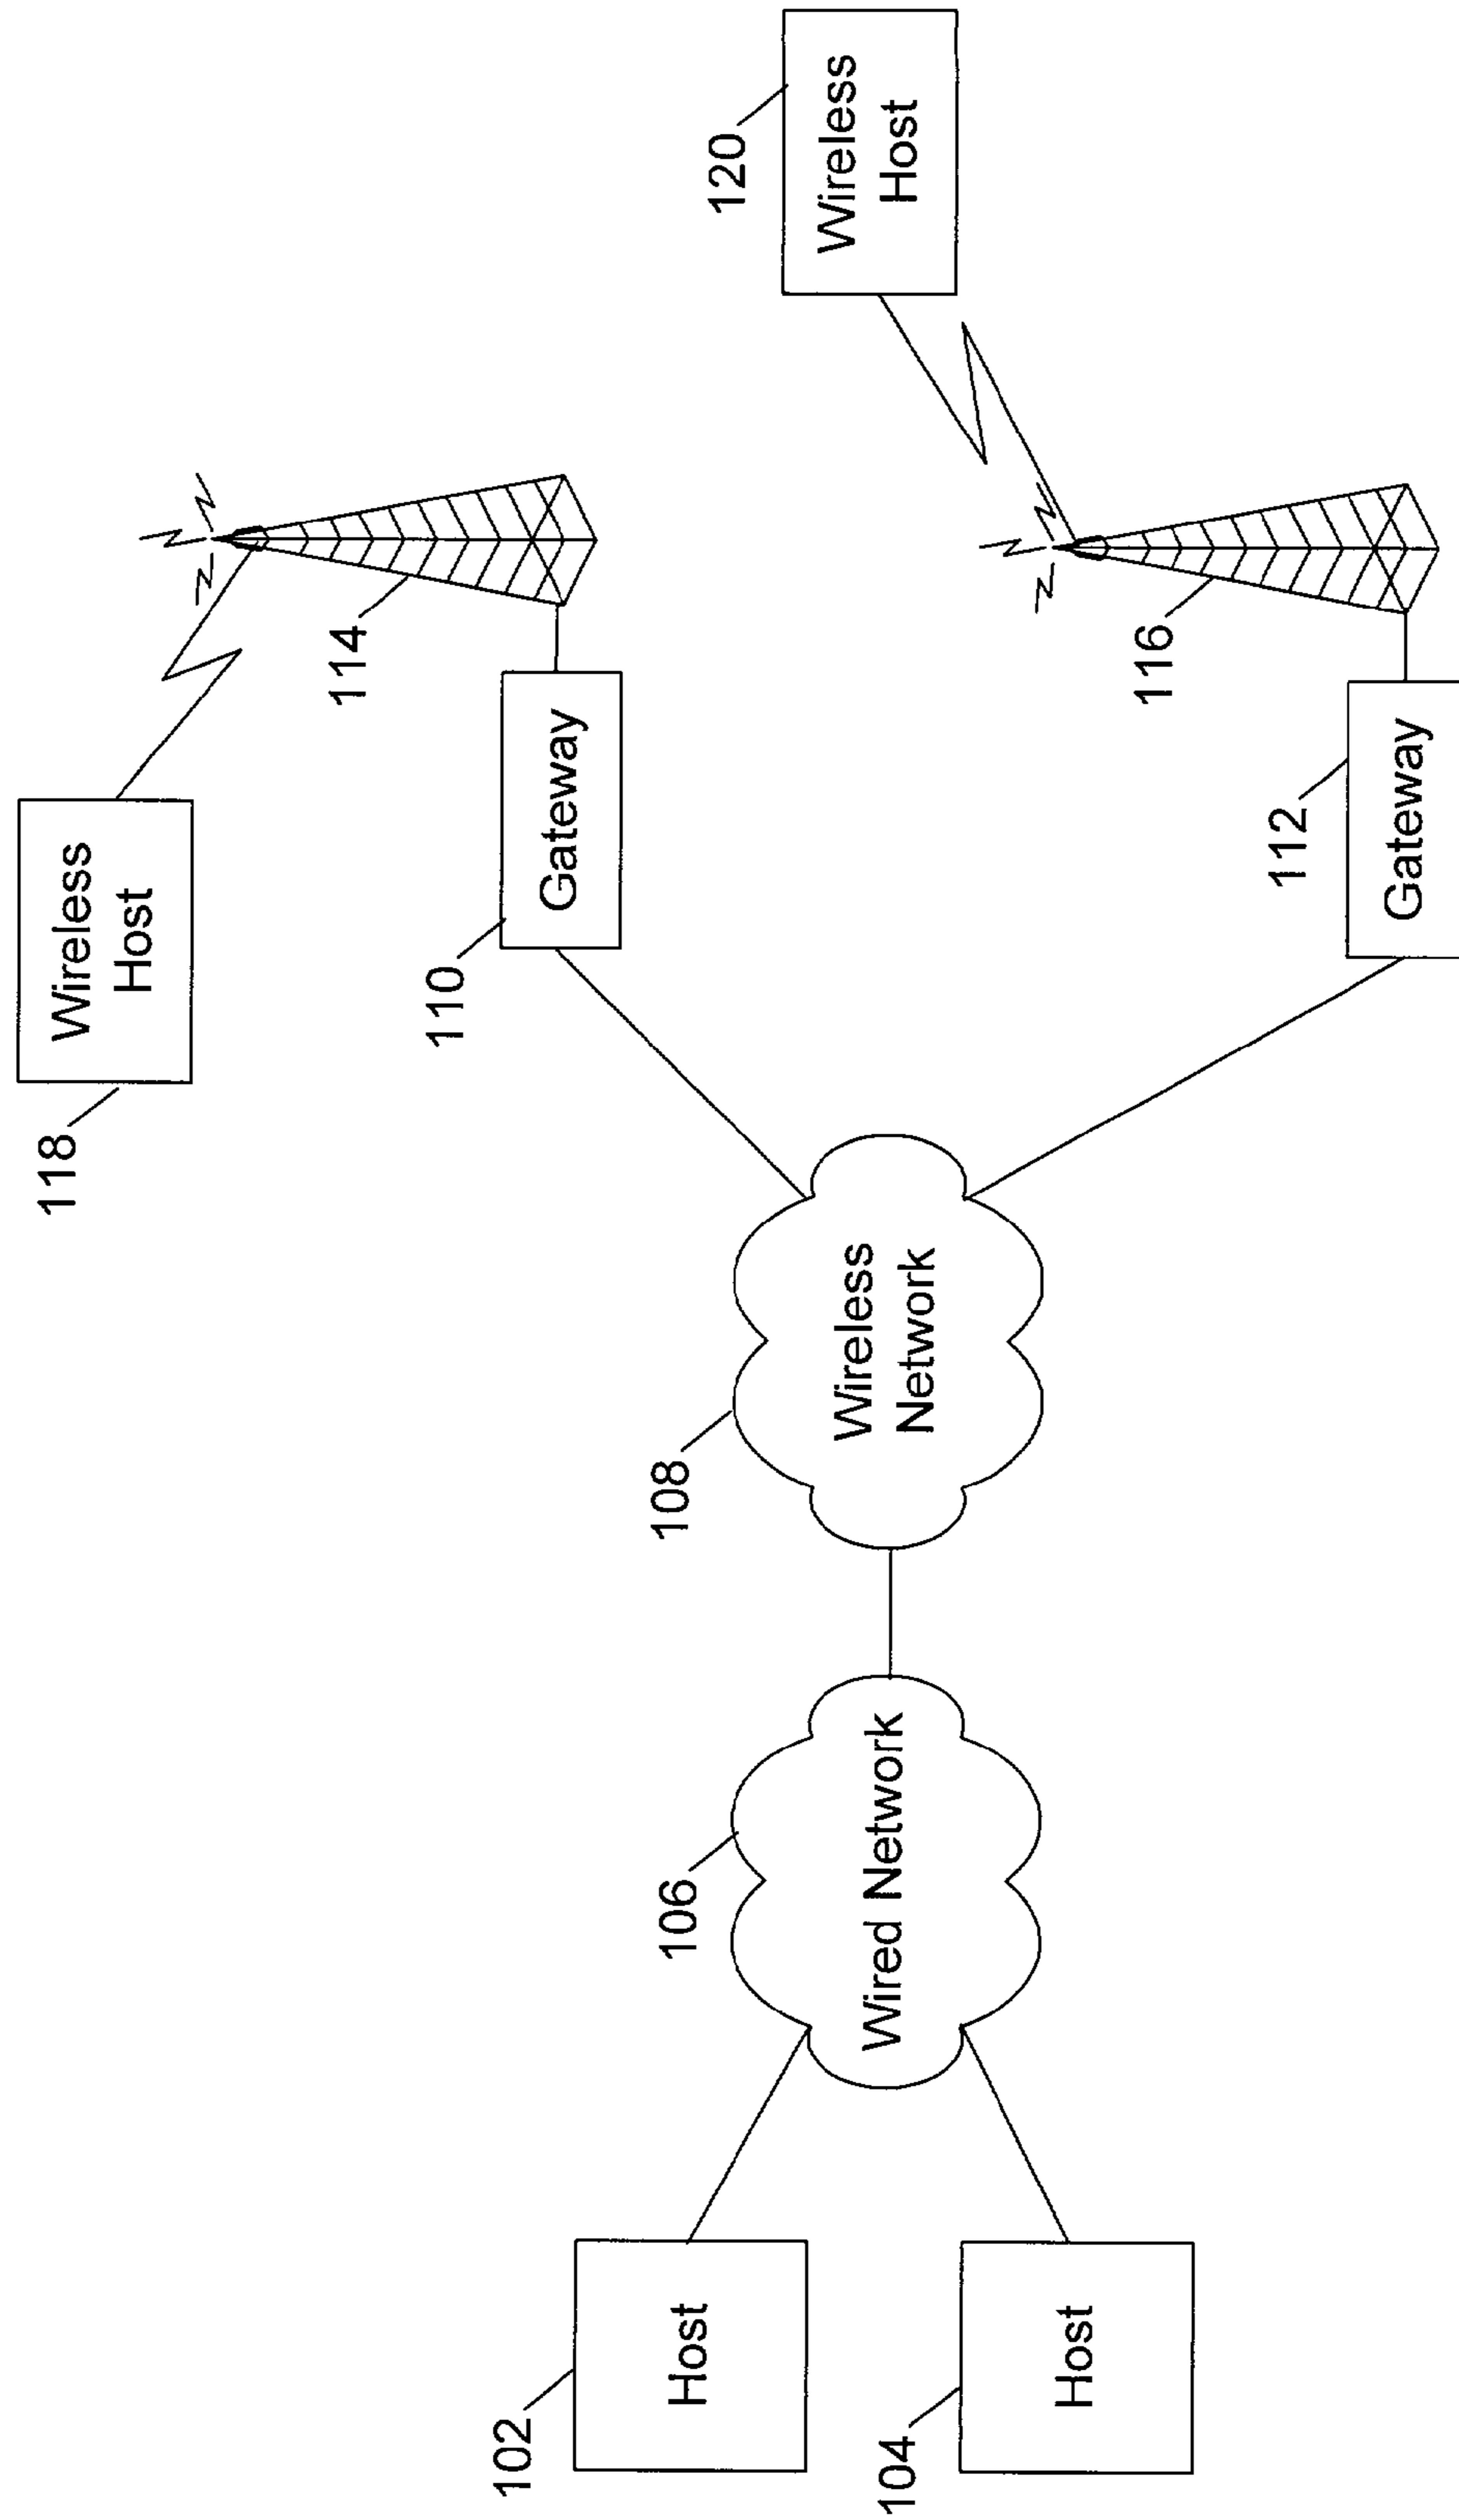 118
Wireless
Host
114
110
Gateway
120
Wireless
Host
102
Host
106
Wired Network
108
Wireless
Network
104
Host
116
112
Gateway